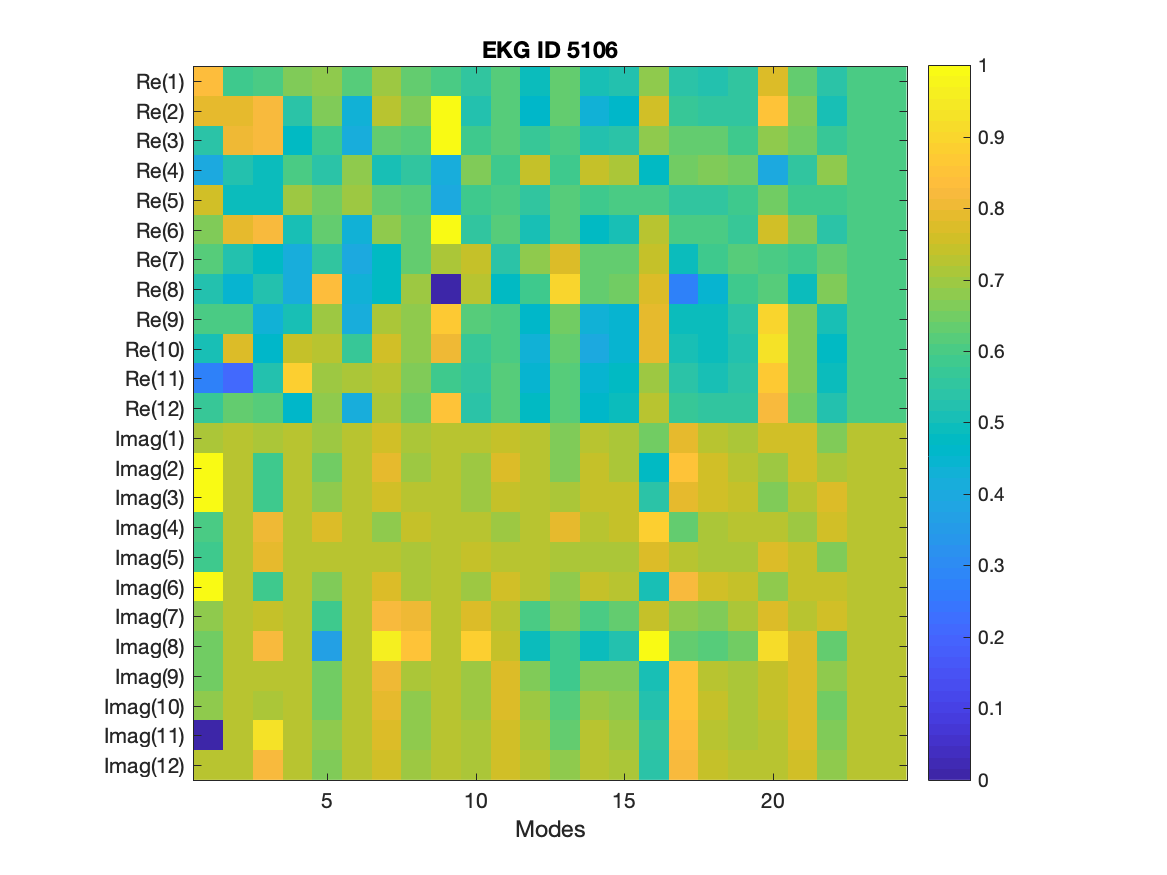 EKG ID 5106
Re(1)
Re(2)
Re(3)
Re(4)
Re(5)
Re(6)
Re(7)
Re(8)
Re(9)
Re(10)
Re(11)
Re(12)
Imag(1)
Imag(2)
Imag(3)
Imag(4)
Imag(5)
Imag(6)
Imag(7)
Imag(8)
Imag(9)
Imag(10)
Imag(11)
Imag(12)
5 10 15 20
Modes
1
0.9
0.8
0.7
0.6
0.5
0.4
0.3
0.2
0.1
0